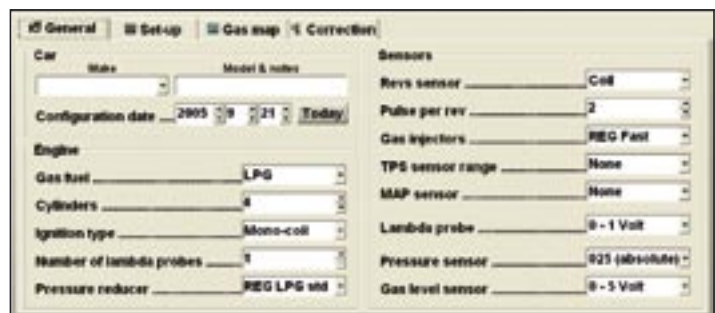 General Set-up Gas map Correction
Car
Make Model & notes
Configuration date 2005 9 21 Today
Engine
Gas fuel LPG
Cylinders 4
Ignition type Mono-coil
Number of lambda probes 1
Pressure reducer REG LPG std
Sensors
Revs sensor Coil
Pulse per rev 2
Gas injectors REG Fast
TPS sensor range None
MAP sensor None
Lambda probe 0 - 1 Volt
Pressure sensor 025 (absolute)
Gas level sensor 0 - 5 Volt